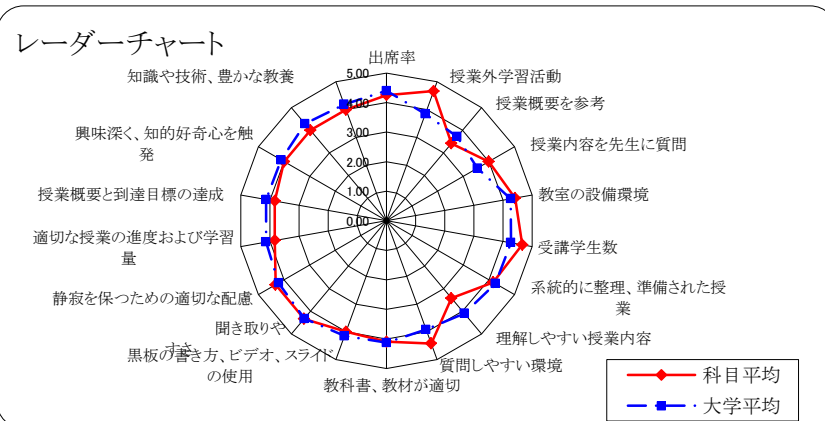 レーダーチャート
出席率
授業外学習活動
授業概要を参考
授業内容を先生に質問
教室の設備環境
受講学生数
系統的に整理、準備された授
業
理解しやすい授業内容
質問しやすい環境
教科書、教材が適切
黒板の書き方、ビデオ、スライド
の使用
聞き取りや
すさ
静寂を保つための適切な配慮
適切な授業の進度および学習
量
授業概要と到達目標の達成
興味深く、知的好奇心を触
発
知識や技術、豊かな教養
5.00
4.00
3.00
2.00
1.00
0.00
科目平均
大学平均